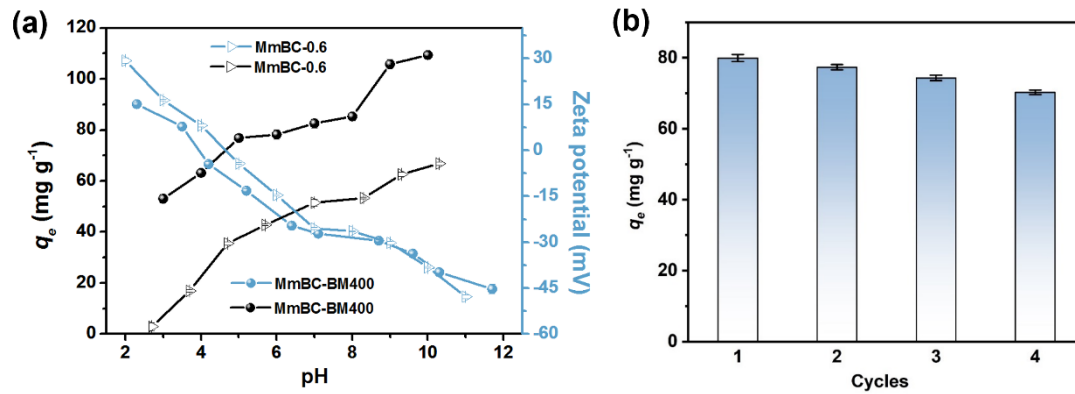 (a)
120
100
80
60
40
20
0
qe (mg g-1)
MmBC-0.6
MmBC-0.6
MmBC-BM400
MmBC-BM400
30
15
0
-15
-30
-45
-60
Zeta potential (mV)
2 4 6 8 10 12
pH
(b)
80
60
40
20
0
qe (mg g-1)
1 2 3 4
Cycles